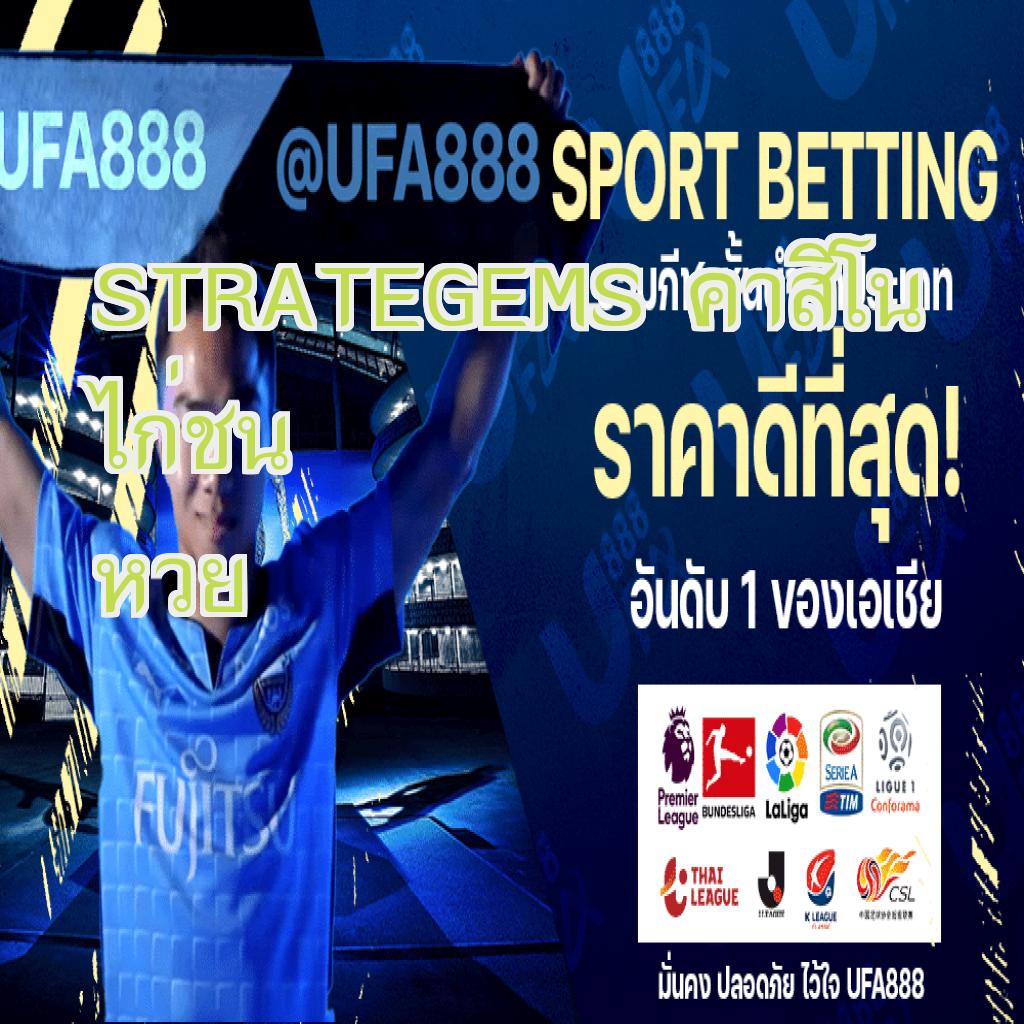 UFA888
@UFA888
SPORT BETTING
STRATEGEMS คาสิโน
ไก่ชน
หวย
ราคาดีที่สุด!
อันดับ 1 ของเอเชีย
FUJITSU
Premier League
BUNDESLIGA
LaLiga
SERIE A
TIM
LIGUE 1
Conforama
THAI LEAGUE
J.LEAGUE
K LEAGUE
CSL
มั่นคง ปลอดภัย ไว้ใจ UFA888